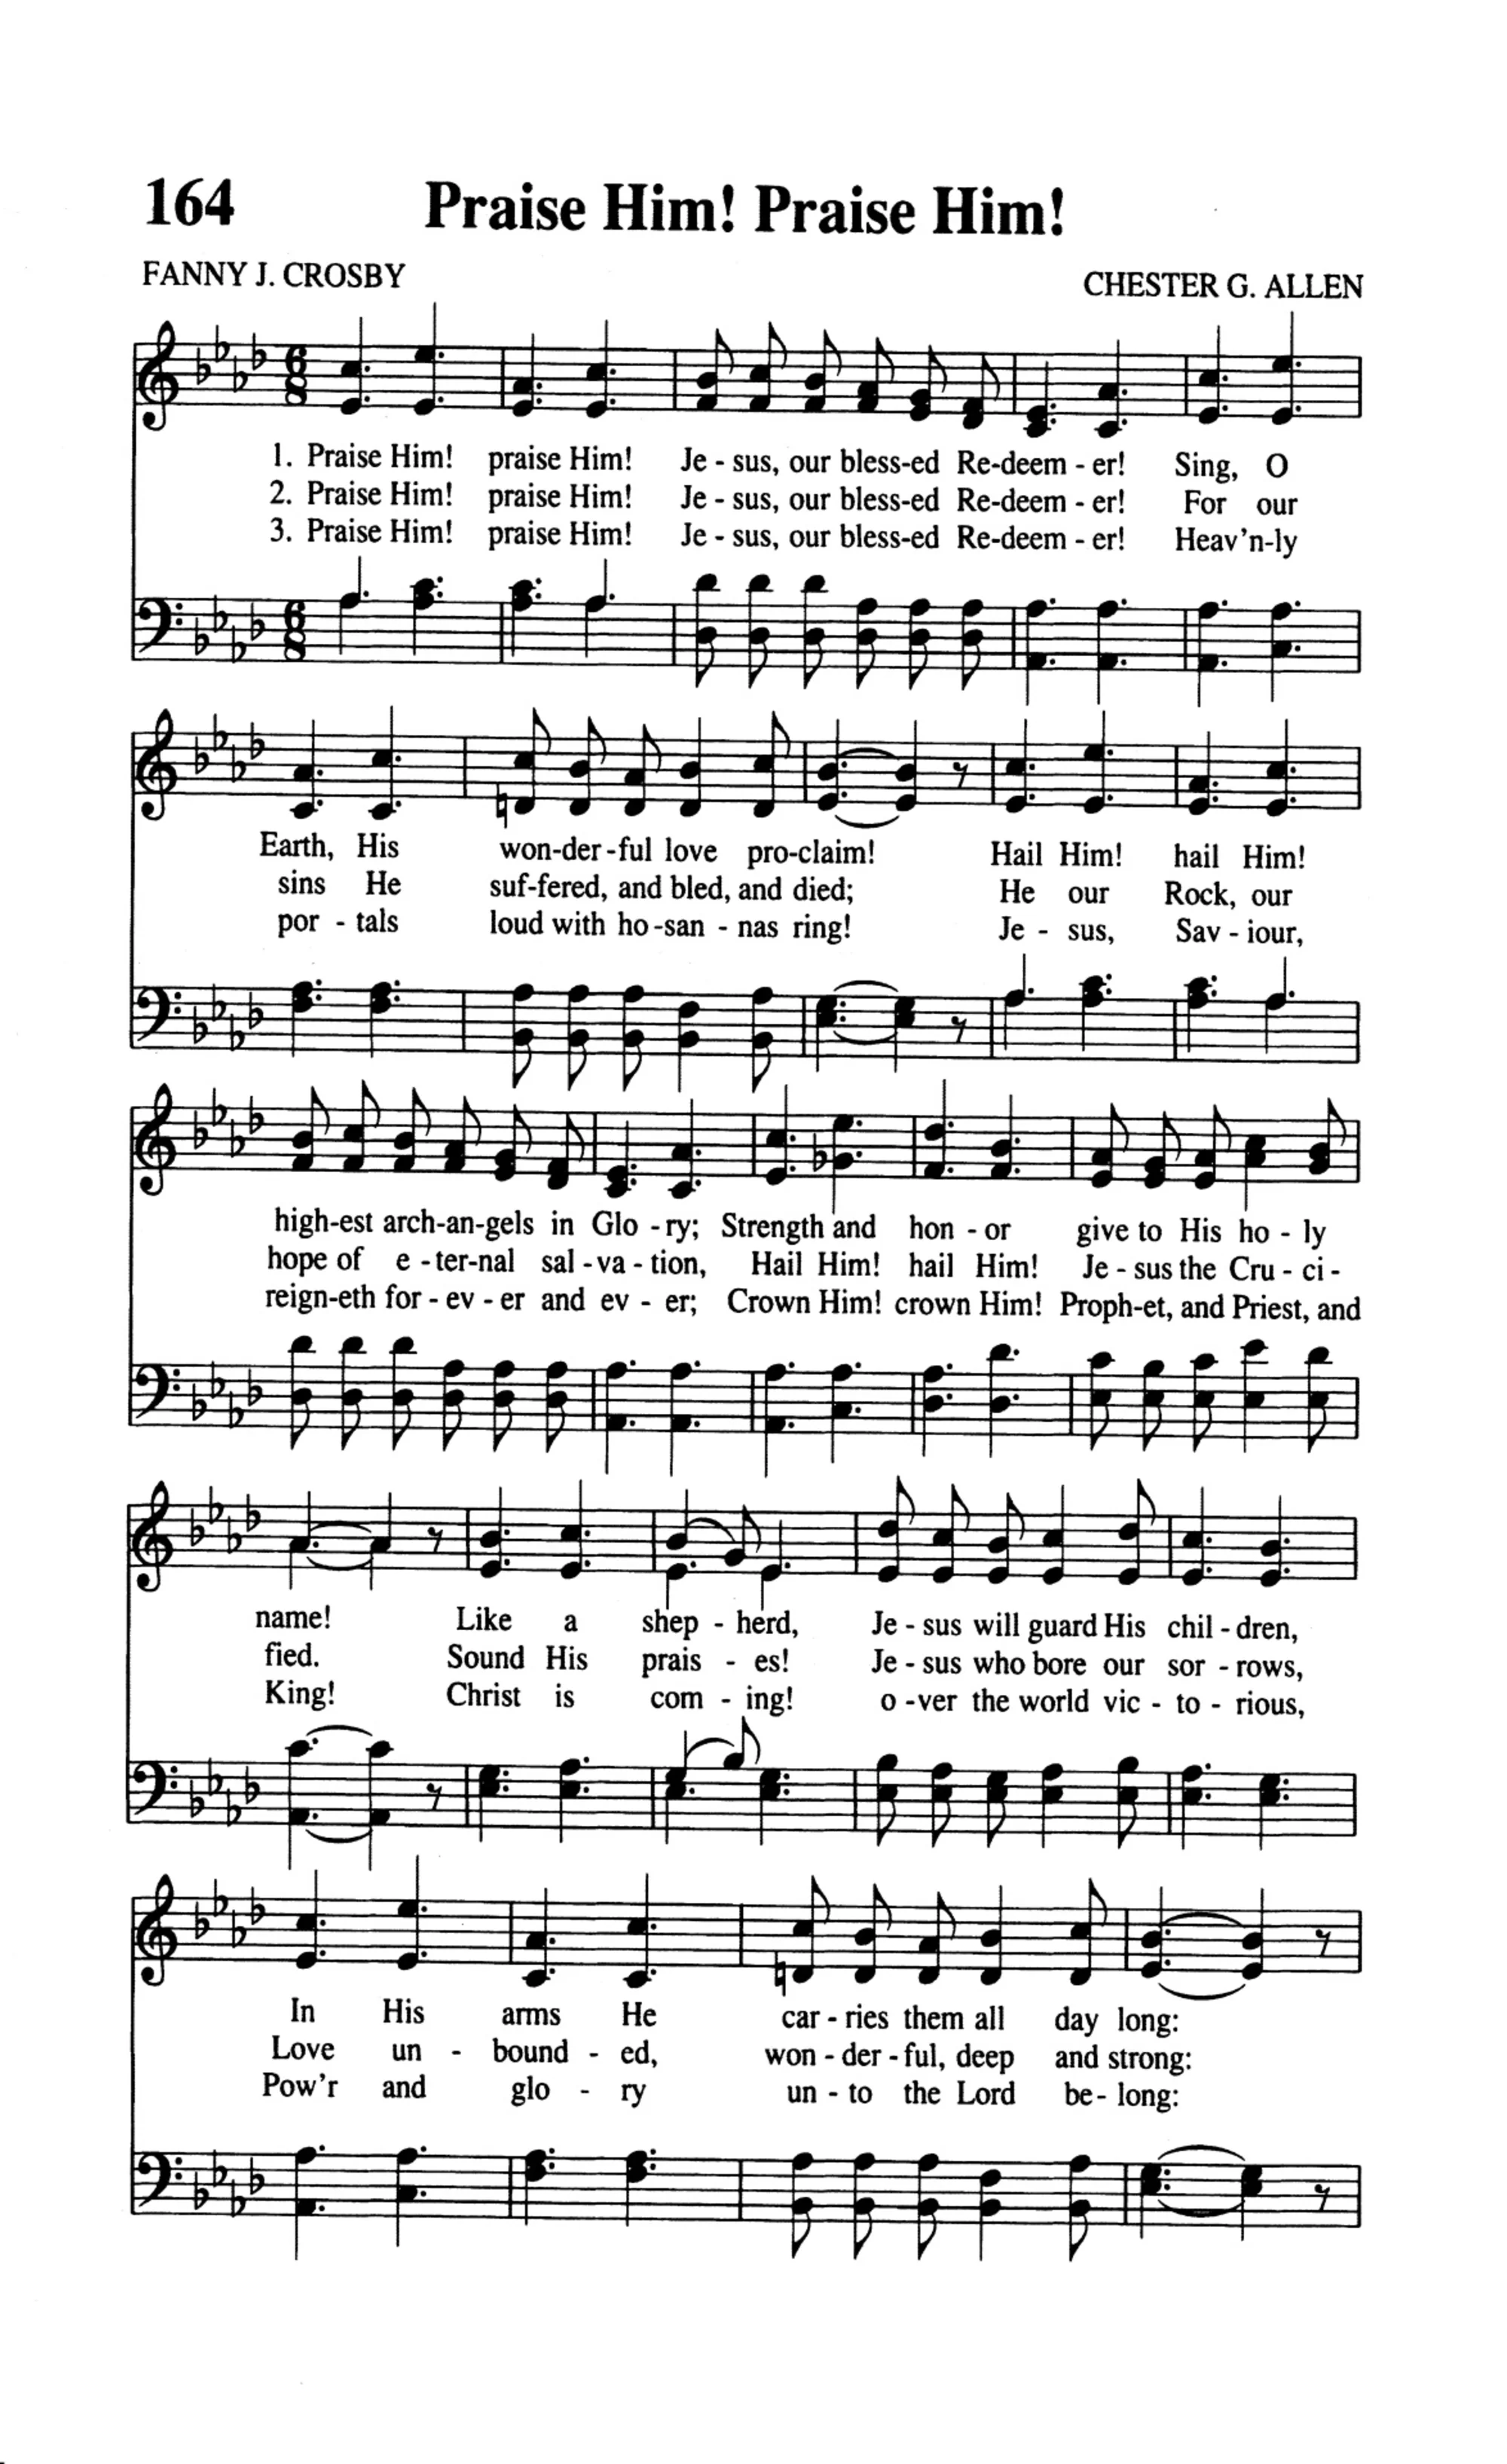 164 Praise Him! Praise Him!
FANNY J. CROSBY CHESTER G. ALLEN
1. Praise Him! praise Him! Je - sus, our bless-ed Re-deem - er! Sing, O
2. Praise Him! praise Him! Je - sus, our bless-ed Re-deem - er! For our
3. Praise Him! praise Him! Je - sus, our bless-ed Re-deem - er! Heav'n-ly
Earth, His won-der-ful love pro-claim! Hail Him! hail Him!
sins He suf-fered, and bled, and died; He our Rock, our
por - tals loud with ho-san - nas ring! Je - sus, Sav - iour,
high-est arch-an-gels in Glo - ry; Strength and hon - or give to His ho - ly
hope of e - ter-nal sal - va - tion, Hail Him! hail Him! Je - sus the Cru - ci -
reign-eth for - ev - er and ev - er; Crown Him! crown Him! Proph-et, and Priest, and
name! Like a shep - herd, Je - sus will guard His chil - dren,
fied. Sound His prais - es! Je - sus who bore our sor - rows,
King! Christ is com - ing! o -ver the world vic - to - rious,
In His arms He car - ries them all day long:
Love un - bound - ed, won - der - ful, deep and strong:
Pow'r and glo - ry un - to the Lord be - long: